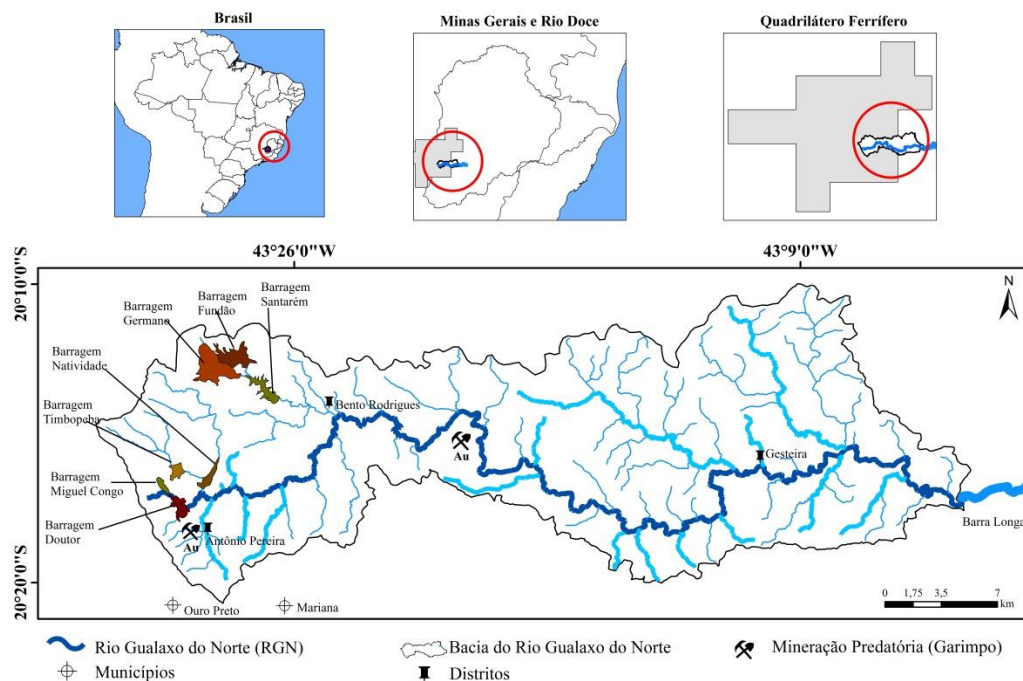 Brasil
Minas Gerais e Rio Doce
Quadrilátero Ferrífero
43°26'0"W
43°9'0"W
20°10'0"S
20°20'0"S
N
Barragem
Fundão
Barragem
Santarém
Barragem
Germano
Barragem
Natividade
Barragem
Timbopeba
Barragem
Miguel Congo
Barragem
Doutor
Bento Rodrigues
Au
Gesteira
Barra Longa
Antônio Pereira
Au
Ouro Preto
Mariana
0 1,75 3,5 7
km
Rio Gualaxo do Norte (RGN)
Bacia do Rio Gualaxo do Norte
Mineração Predatória (Garimpo)
Municípios
Distritos